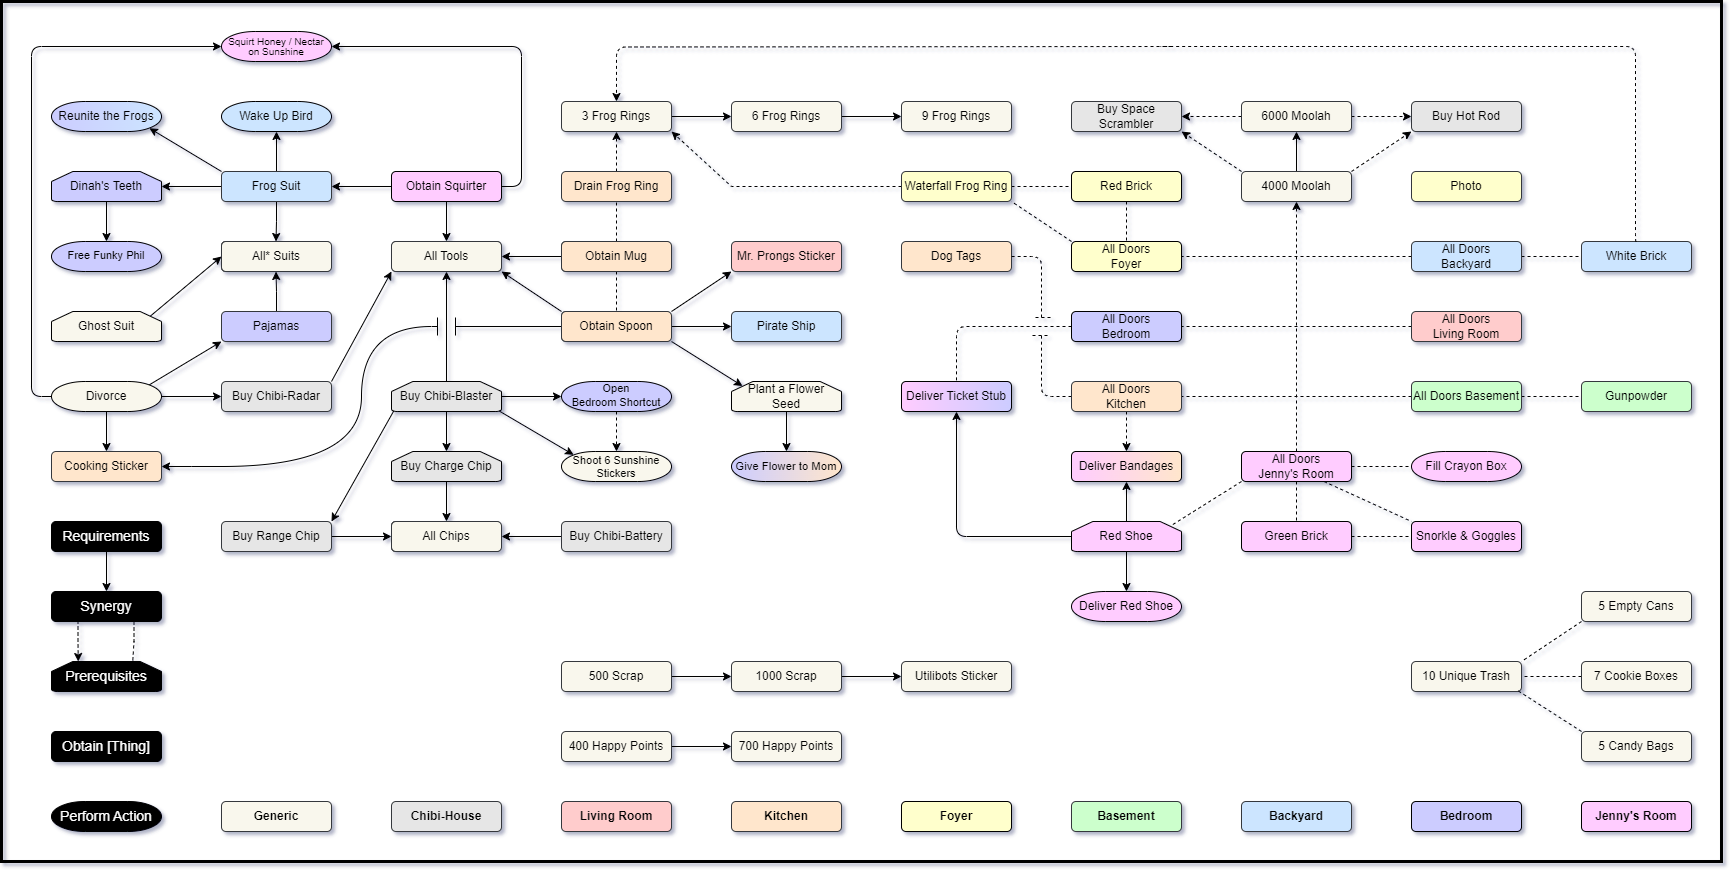 Squirt Honey / Nectar
on Sunshine
Reunite the Frogs
Wake Up Bird
3 Frog Rings
6 Frog Rings
9 Frog Rings
Buy Space
Scrambler
6000 Moolah
Buy Hot Rod
Dinah's Teeth
Frog Suit
Obtain Squirter
Drain Frog Ring
Waterfall Frog Ring
Red Brick
4000 Moolah
Photo
Free Funky Phil
All* Suits
All Tools
Obtain Mug
Mr. Prongs Sticker
Dog Tags
All Doors
Foyer
All Doors
Backyard
White Brick
Ghost Suit
Pajamas
Obtain Spoon
Pirate Ship
All Doors
Bedroom
All Doors
Living Room
Divorce
Buy Chibi-Radar
Buy Chibi-Blaster
Open
Bedroom Shortcut
Plant a Flower
Seed
Deliver Ticket Stub
All Doors
Kitchen
All Doors Basement
Gunpowder
Cooking Sticker
Buy Charge Chip
Shoot 6 Sunshine
Stickers
Give Flower to Mom
Deliver Bandages
All Doors
Jenny's Room
Fill Crayon Box
Requirements
Buy Range Chip
All Chips
Buy Chibi-Battery
Red Shoe
Green Brick
Snorkle & Goggles
Synergy
Deliver Red Shoe
5 Empty Cans
Prerequisites
500 Scrap
1000 Scrap
Utilibots Sticker
10 Unique Trash
7 Cookie Boxes
Obtain [Thing]
400 Happy Points
700 Happy Points
5 Candy Bags
Perform Action
Generic
Chibi-House
Living Room
Kitchen
Foyer
Basement
Backyard
Bedroom
Jenny's Room